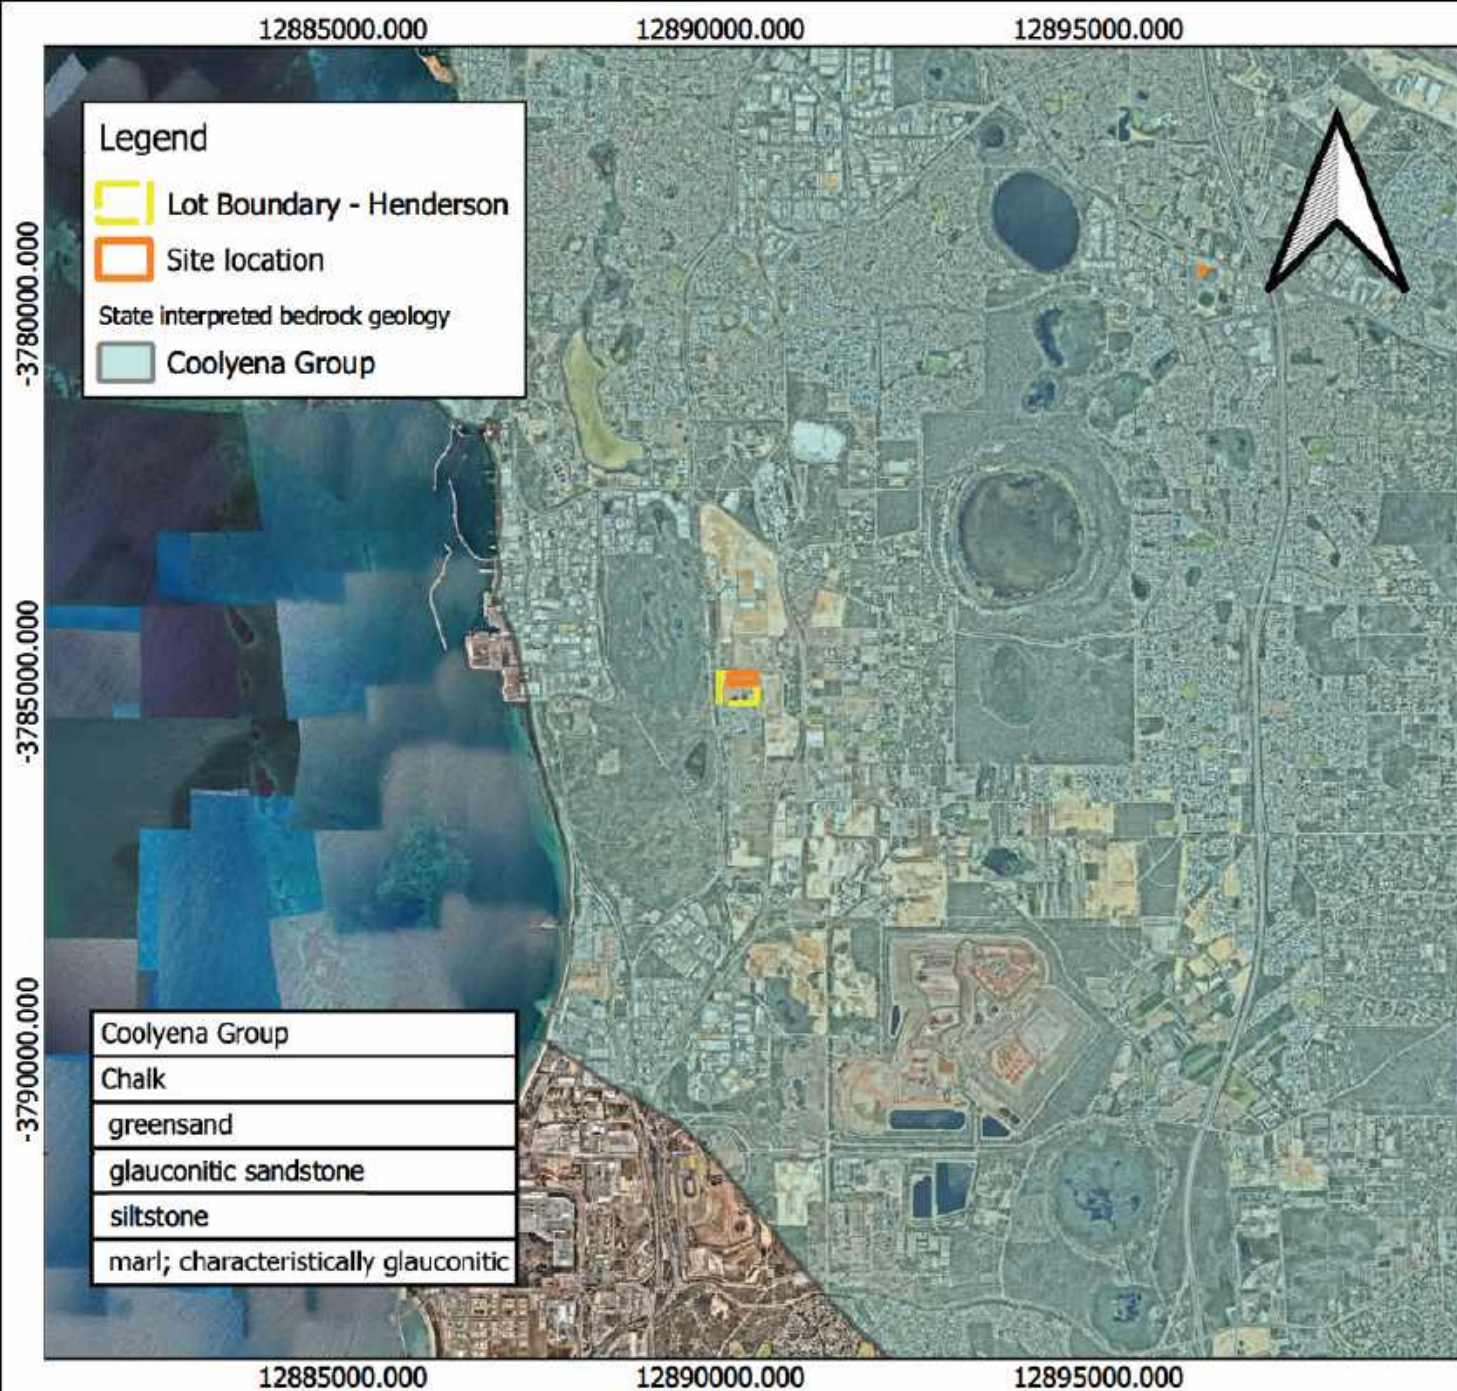 12885000.000 12890000.000 12895000.000
Legend
Lot Boundary - Henderson
Site location
State interpreted bedrock geology
Coolyena Group
-3780000.000
-3785000.000
-3790000.000
Coolyena Group
Chalk
greensand
glauconitic sandstone
siltstone
marl; characteristically glauconitic
12885000.000 12890000.000 12895000.000